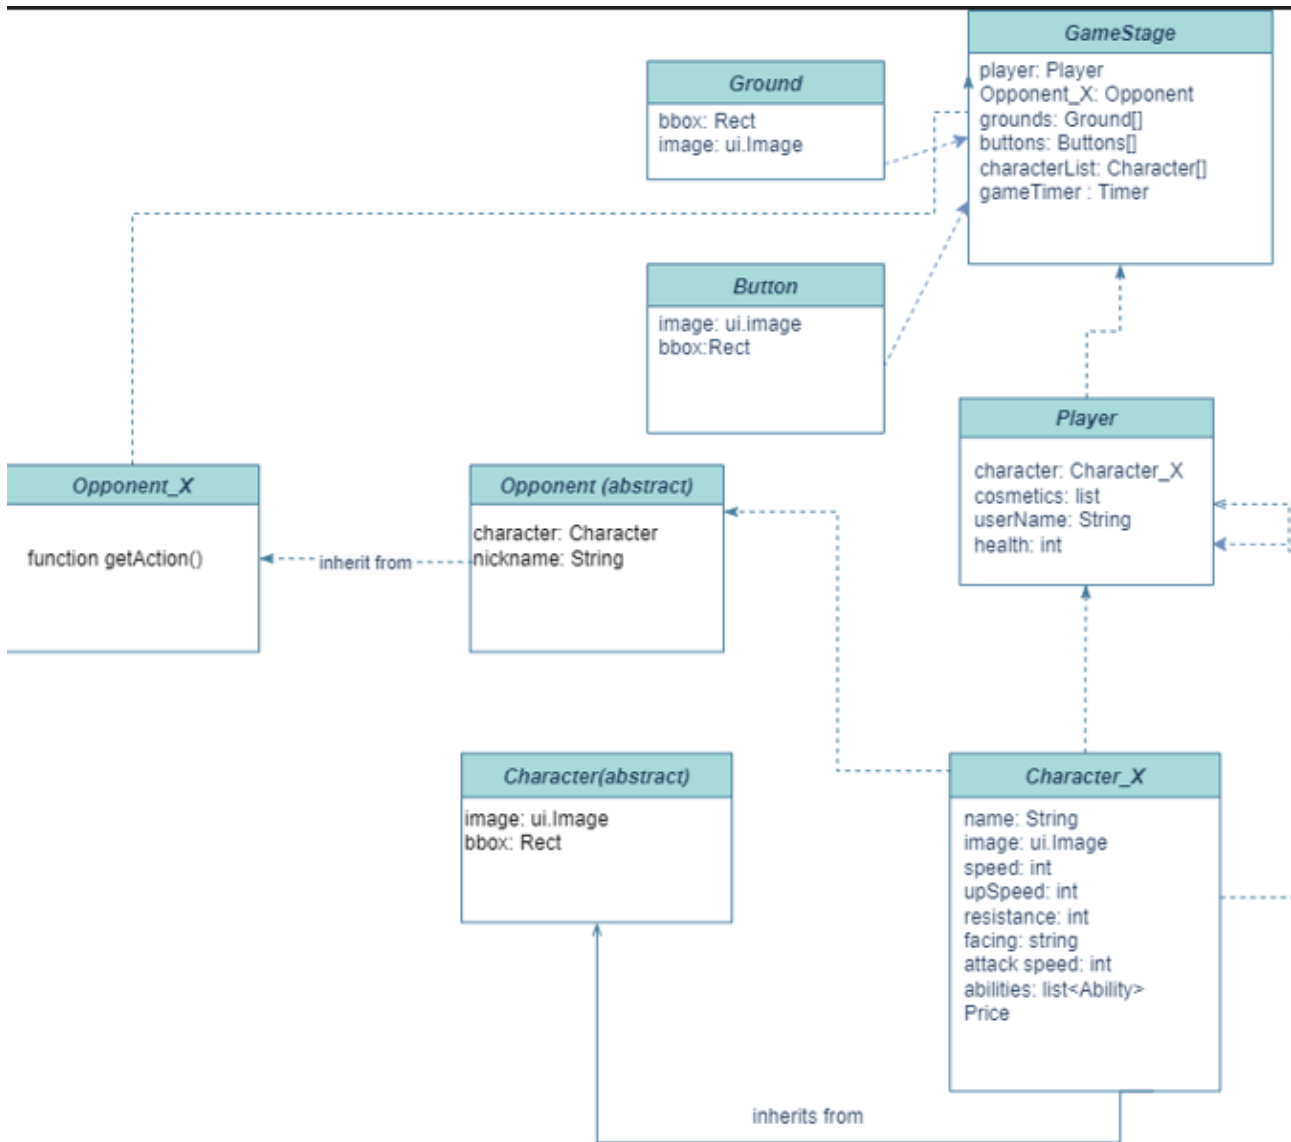 GameStage
player: Player
Opponent_X: Opponent
grounds: Ground[]
buttons: Buttons[]
characterList: Character[]
gameTimer : Timer
Ground
bbox: Rect
image: ui.Image
Button
image: ui.image
bbox:Rect
Player
character: Character_X
cosmetics: list
userName: String
health: int
Opponent_X
function getAction()
inherit from
Opponent (abstract)
character: Character
nickname: String
Character(abstract)
image: ui.Image
bbox: Rect
Character_X
name: String
image: ui.Image
speed: int
upSpeed: int
resistance: int
facing: string
attack speed: int
abilities: list<Ability>
Price
inherits from